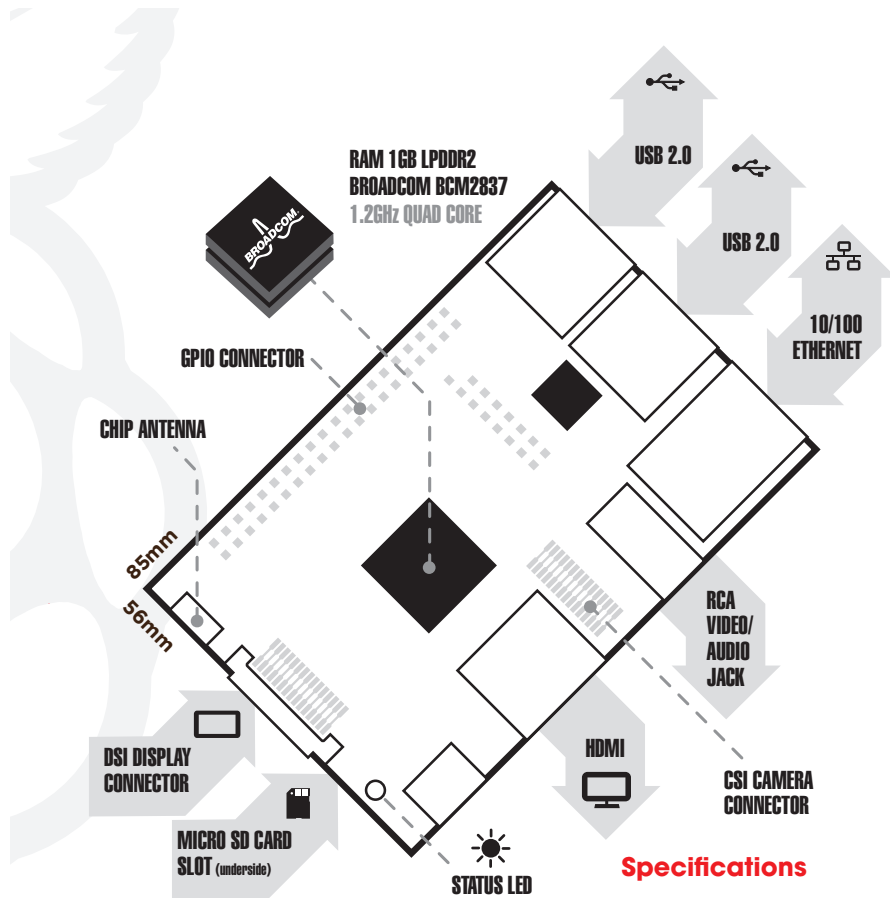 USB 2.0
USB 2.0
10/100
ETHERNET
RAM 1GB LPDDR2
BROADCOM BCM2837
1.2GHz QUAD CORE
BROADCOM.
GPIO CONNECTOR
CHIP ANTENNA
85mm
56mm
RCA
VIDEO/
AUDIO
JACK
HDMI
CSI CAMERA
CONNECTOR
DSI DISPLAY
CONNECTOR
MICRO SD CARD
SLOT (underside)
STATUS LED
Specifications